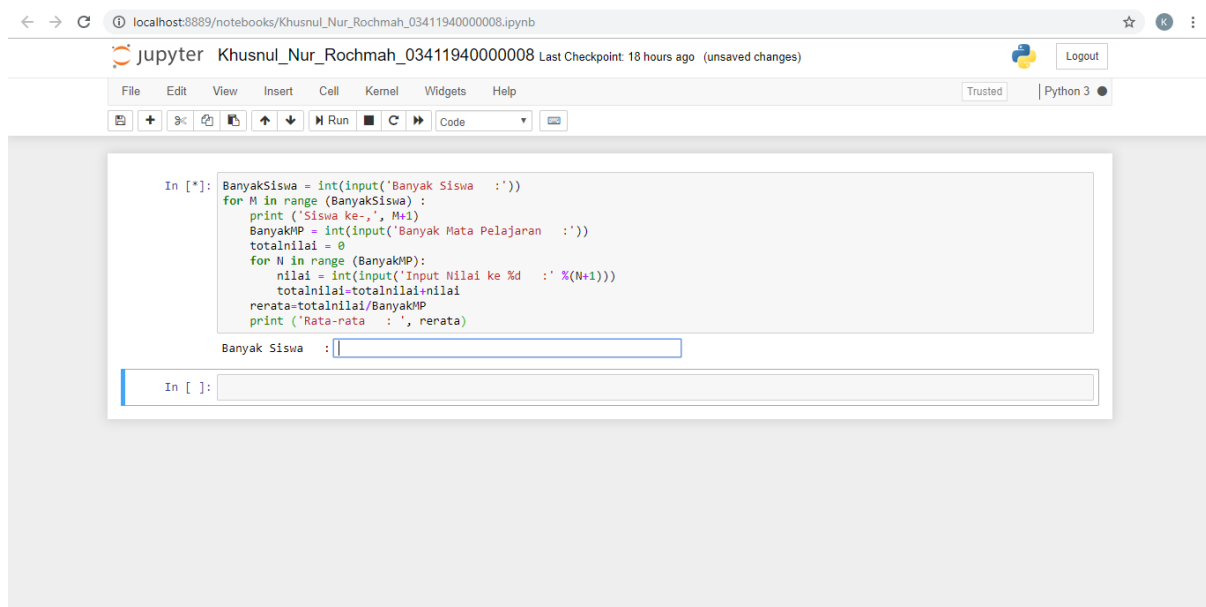 localhost:8889/notebooks/Khusnul_Nur_Rochmah_03411940000008.ipynb
K
jupyter Khusnul_Nur_Rochmah_03411940000008 Last Checkpoint: 18 hours ago (unsaved changes)
Logout
File Edit View Insert Cell Kernel Widgets Help
Trusted
Python 3
Run
Code
In [*]:
BanyakSiswa = int(input('Banyak Siswa   :'))
for M in range (BanyakSiswa) :
    print ('Siswa ke-,', M+1)
    BanyakMP = int(input('Banyak Mata Pelajaran   :'))
    totalnilai = 0
    for N in range (BanyakMP):
        nilai = int(input('Input Nilai ke %d   :' %(N+1)))
        totalnilai=totalnilai+nilai
    rerata=totalnilai/BanyakMP
    print ('Rata-rata   : ', rerata)
Banyak Siswa   :
In [ ]: